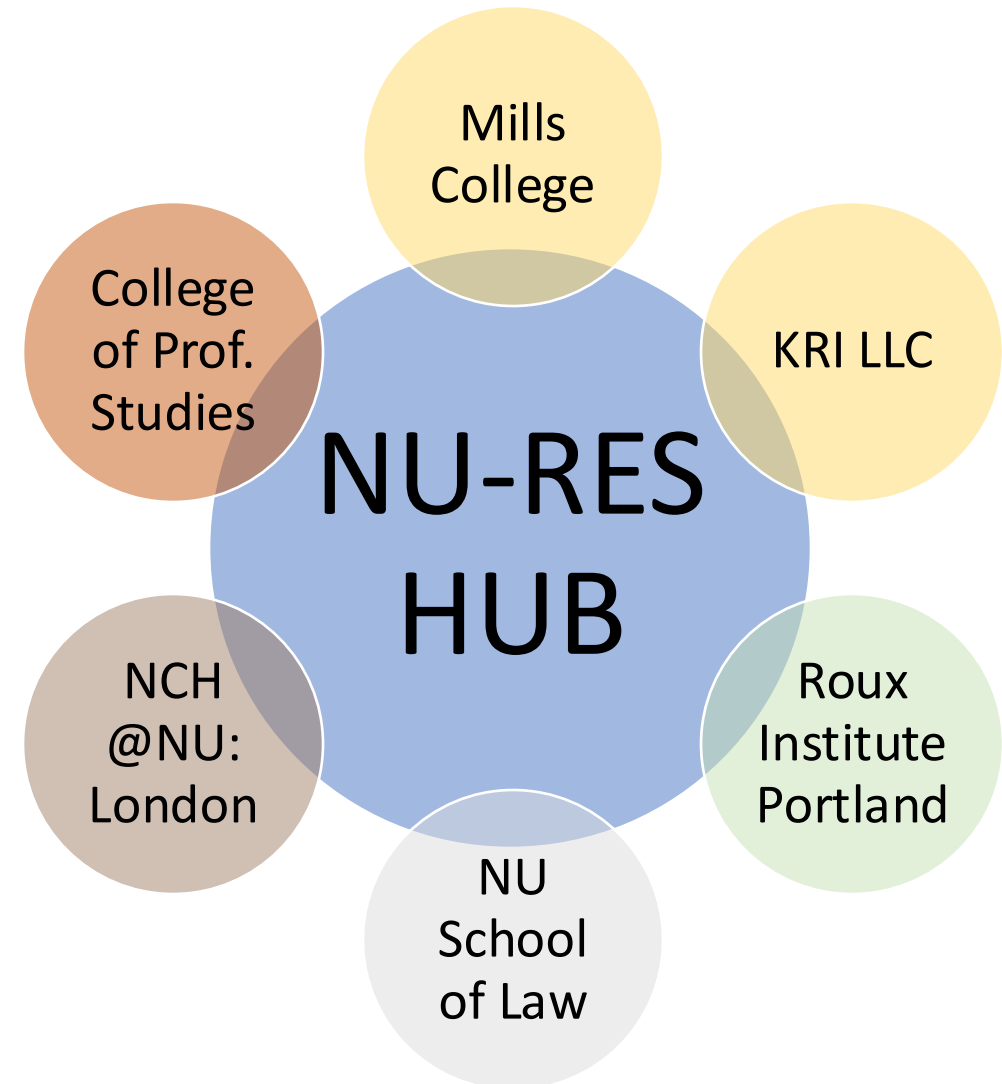 Mills
College
College
of Prof.
Studies
KRI LLC
NU-RES
HUB
NCH
@NU:
London
Roux
Institute
Portland
NU
School
of Law